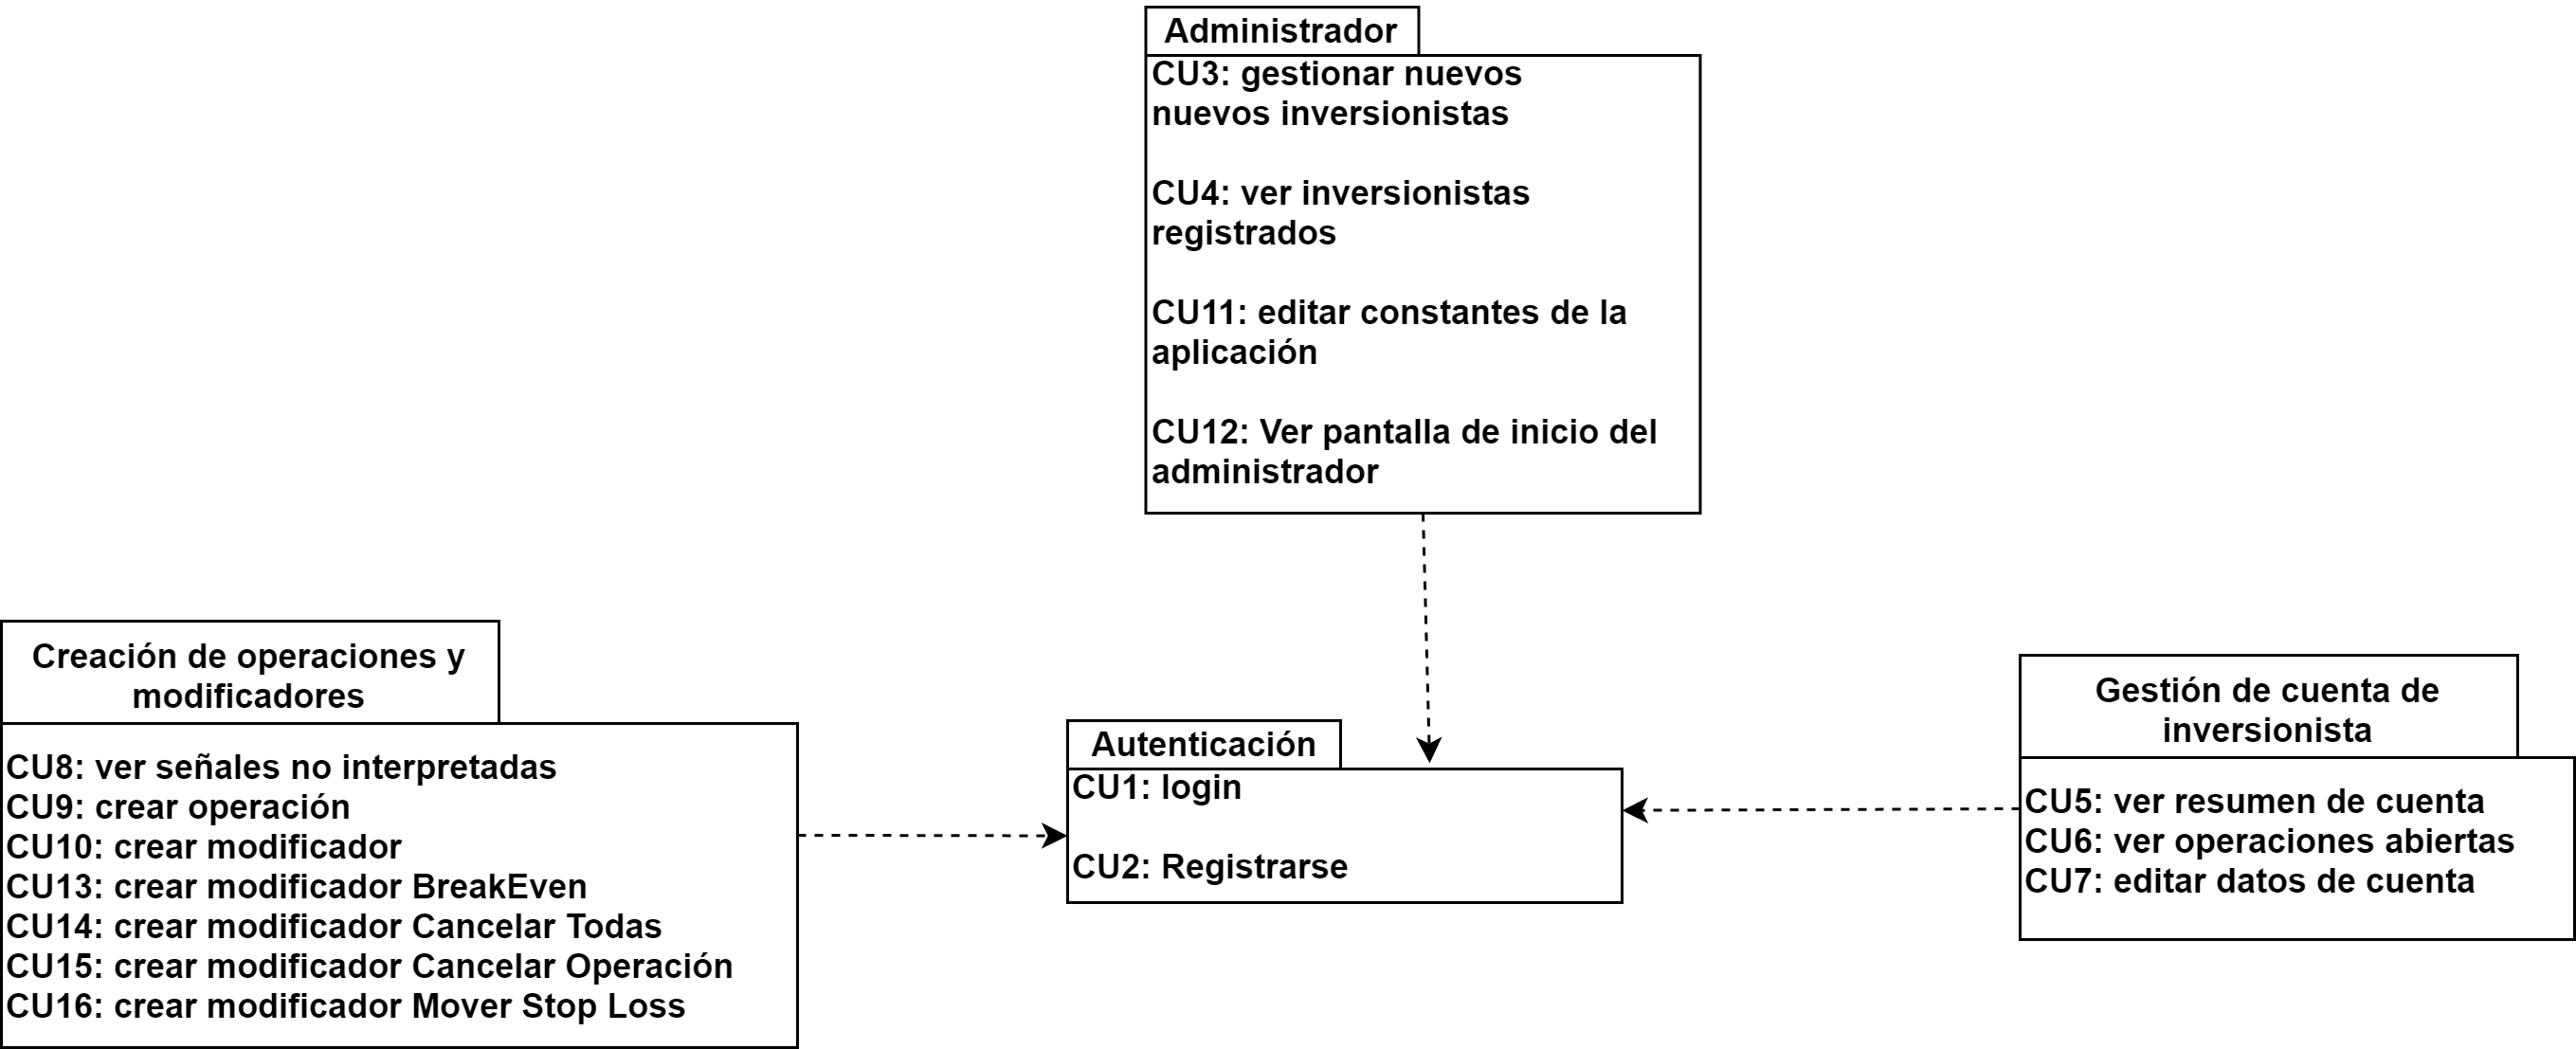 Administrador
CU3: gestionar nuevos
nuevos inversionistas
CU4: ver inversionistas
registrados
CU11: editar constantes de la
aplicación
CU12: Ver pantalla de inicio del
administrador
Creación de operaciones y
modificadores
CU8: ver señales no interpretadas
CU9: crear operación
CU10: crear modificador
CU13: crear modificador BreakEven
CU14: crear modificador Cancelar Todas
CU15: crear modificador Cancelar Operación
CU16: crear modificador Mover Stop Loss
Autenticación
CU1: login
CU2: Registrarse
Gestión de cuenta de
inversionista
CU5: ver resumen de cuenta
CU6: ver operaciones abiertas
CU7: editar datos de cuenta